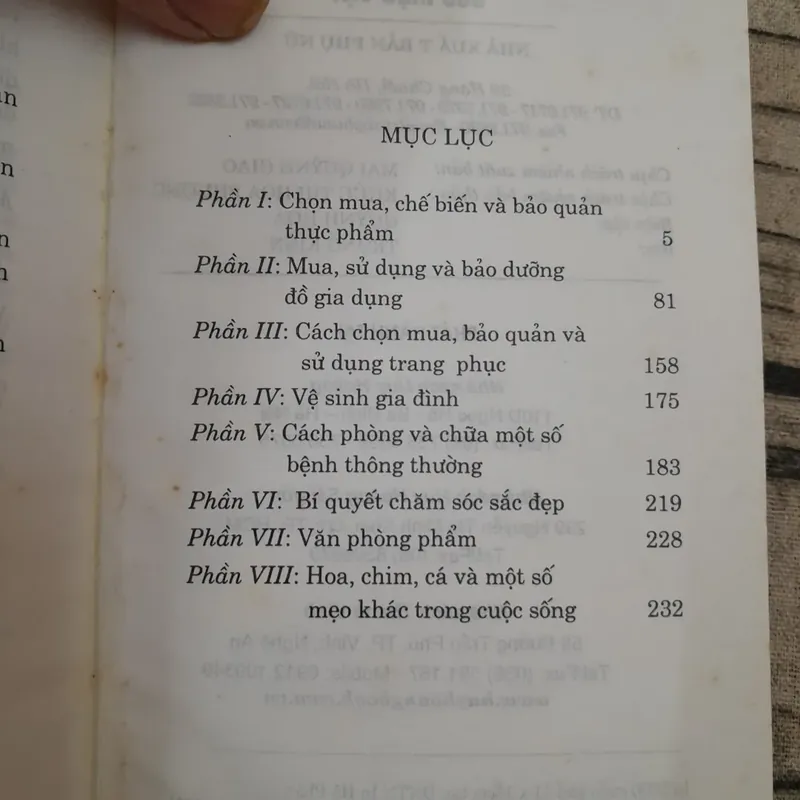 MỤC LỤC
Phần I: Chọn mua, chế biến và bảo quản
thực phẩm 5
Phần II: Mua, sử dụng và bảo dưỡng
đồ gia dụng 81
Phần III: Cách chọn mua, bảo quản và
sử dụng trang phục 158
Phần IV: Vệ sinh gia đình 175
Phần V: Cách phòng và chữa một số
bệnh thông thường 183
Phần VI: Bí quyết chăm sóc sắc đẹp 219
Phần VII: Văn phòng phẩm 228
Phần VIII: Hoa, chim, cá và một số
mẹo khác trong cuộc sống 232